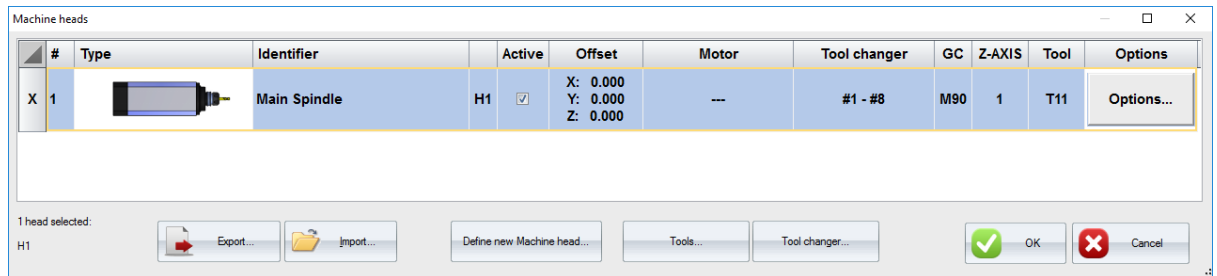 Machine heads
# Type Identifier Active Offset Motor Tool changer GC Z-AXIS Tool Options
X: 0.000
X 1 Main Spindle H1 Y: 0.000 --- #1 - #8 M90 1 T11 Options...
Z: 0.000
1 head selected:
H1 Export... Import... Define new Machine head... Tools... Tool changer... OK Cancel